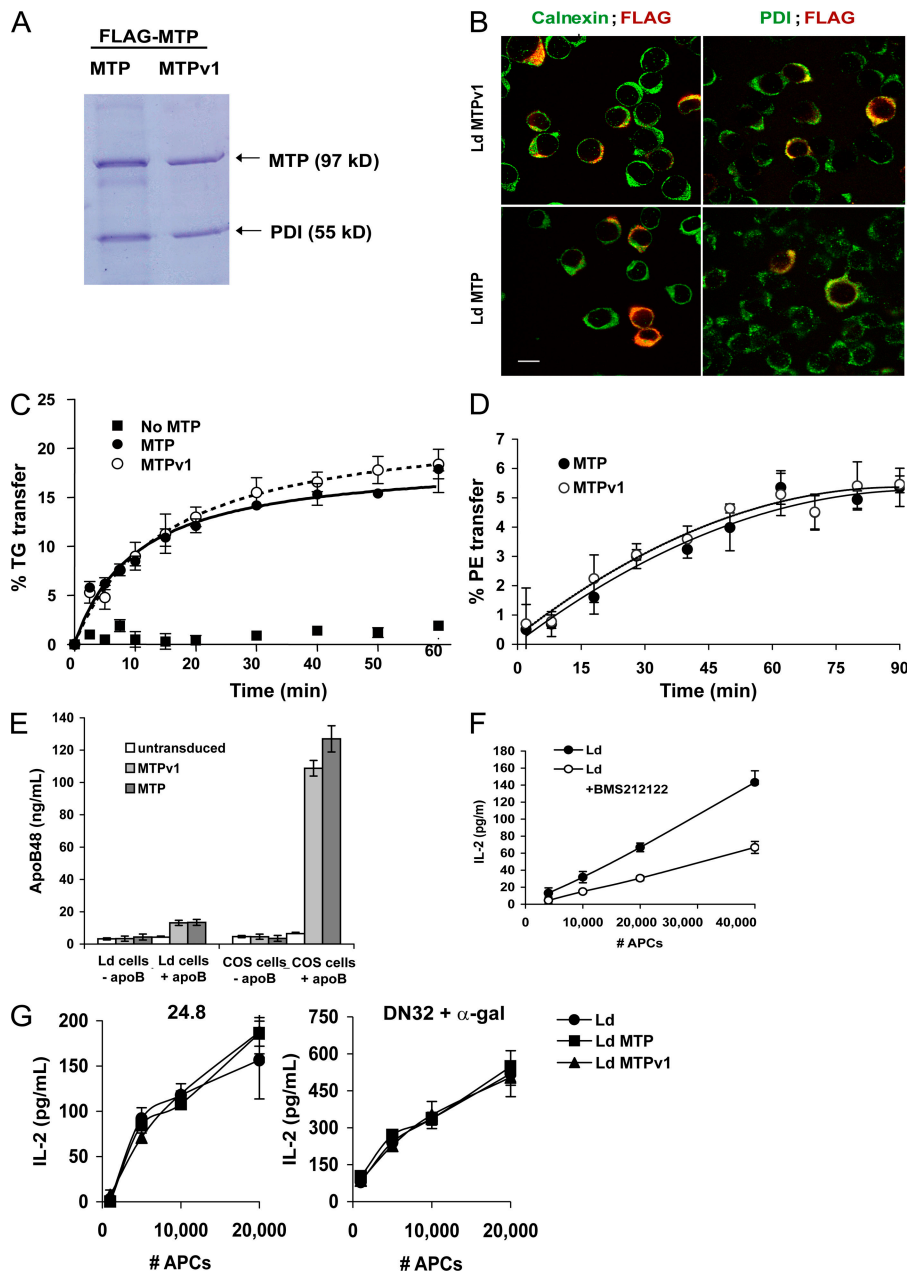 A
FLAG-MTP
MTP MTPv1
MTP (97 kD)
PDI (55 kD)
B
Calnexin ; FLAG
PDI ; FLAG
Ld MTPv1
Ld MTP
C
No MTP
MTP
MTPv1
% TG transfer
25
20
15
10
5
0
0 10 20 30 40 50 60
Time (min)
D
MTP
MTPv1
% PE transfer
7
6
5
4
3
2
1
0
0 15 30 45 60 75 90
Time (min)
E
untransduced
MTPv1
MTP
ApoB48 (ng/mL)
140
120
100
80
60
40
20
0
Ld cells Ld cells COS cells COS cells
- apoB + apoB - apoB + apoB
F
Ld
Ld
+BMS212122
IL-2 (pg/m)
180
160
140
120
100
80
60
40
20
0
0 10,000 20,000 30,000 40,000
# APCs
G
24.8
IL-2 (pg/mL)
200
150
100
50
0
0 10,000 20,000
# APCs
DN32 + α-gal
IL-2 (pg/mL)
750
600
450
300
150
0
0 10,000 20,000
# APCs
Ld
Ld MTP
Ld MTPv1